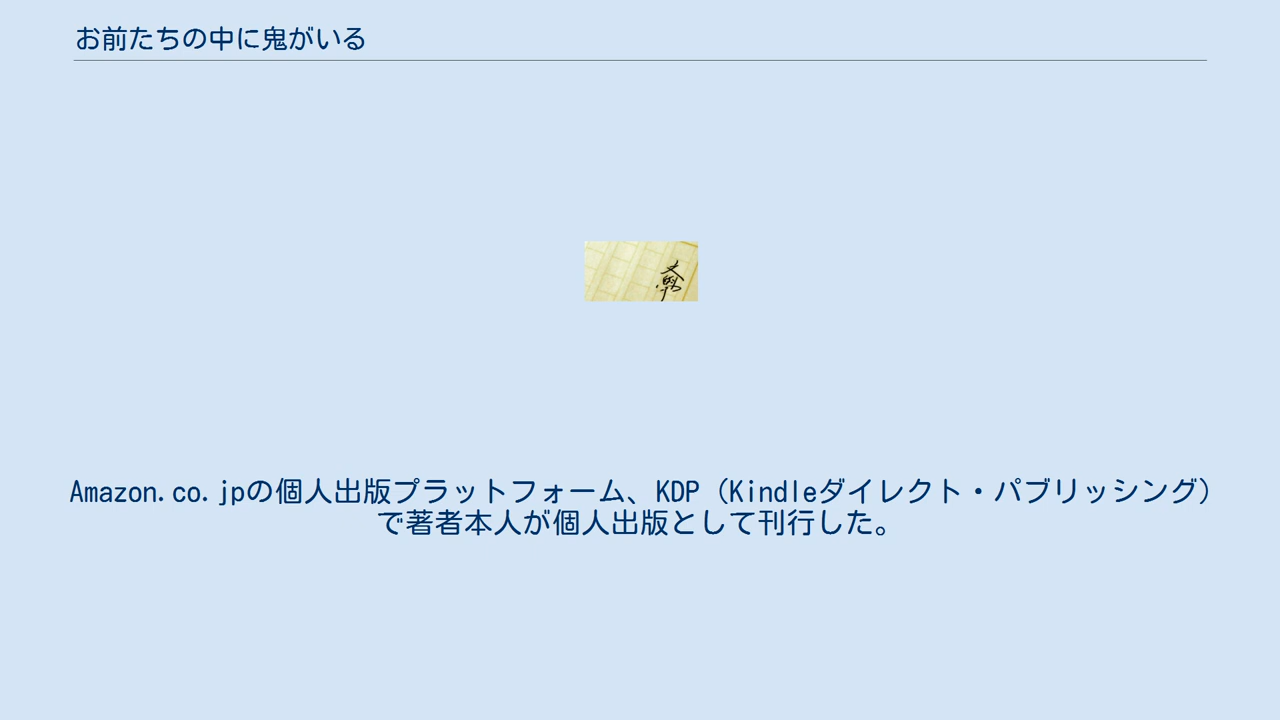 お前たちの中に鬼がいる
Amazon.co.jpの個人出版プラットフォーム、KDP（Kindleダイレクト・パブリッシング）
で著者本人が個人出版として刊行した。